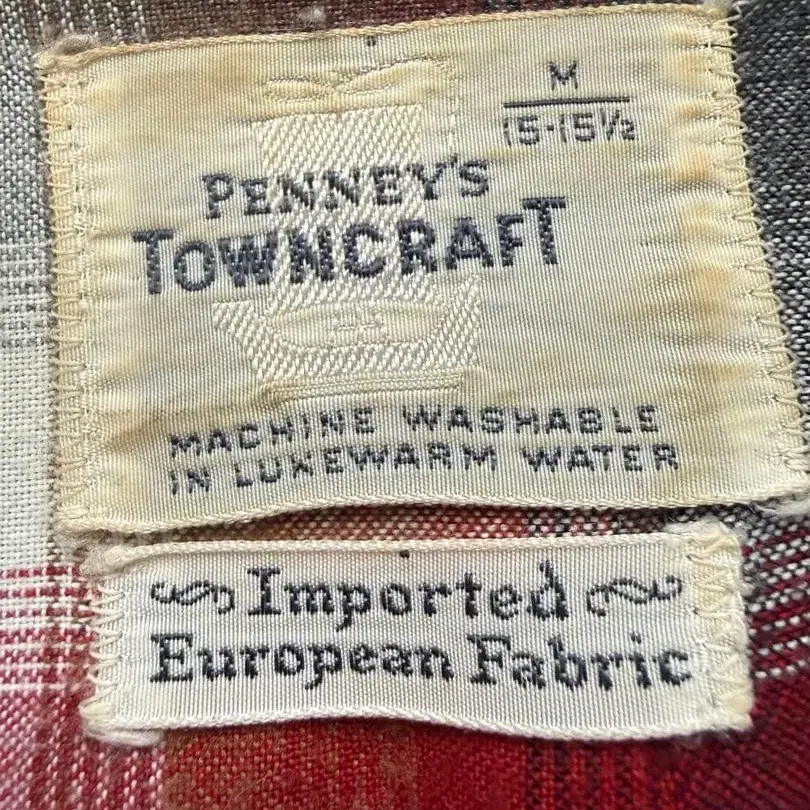 M
15-15½
PENNEY'S
TOWNCRAFT
MACHINE WASHABLE
IN LUKEWARM WATER
Imported
European Fabric